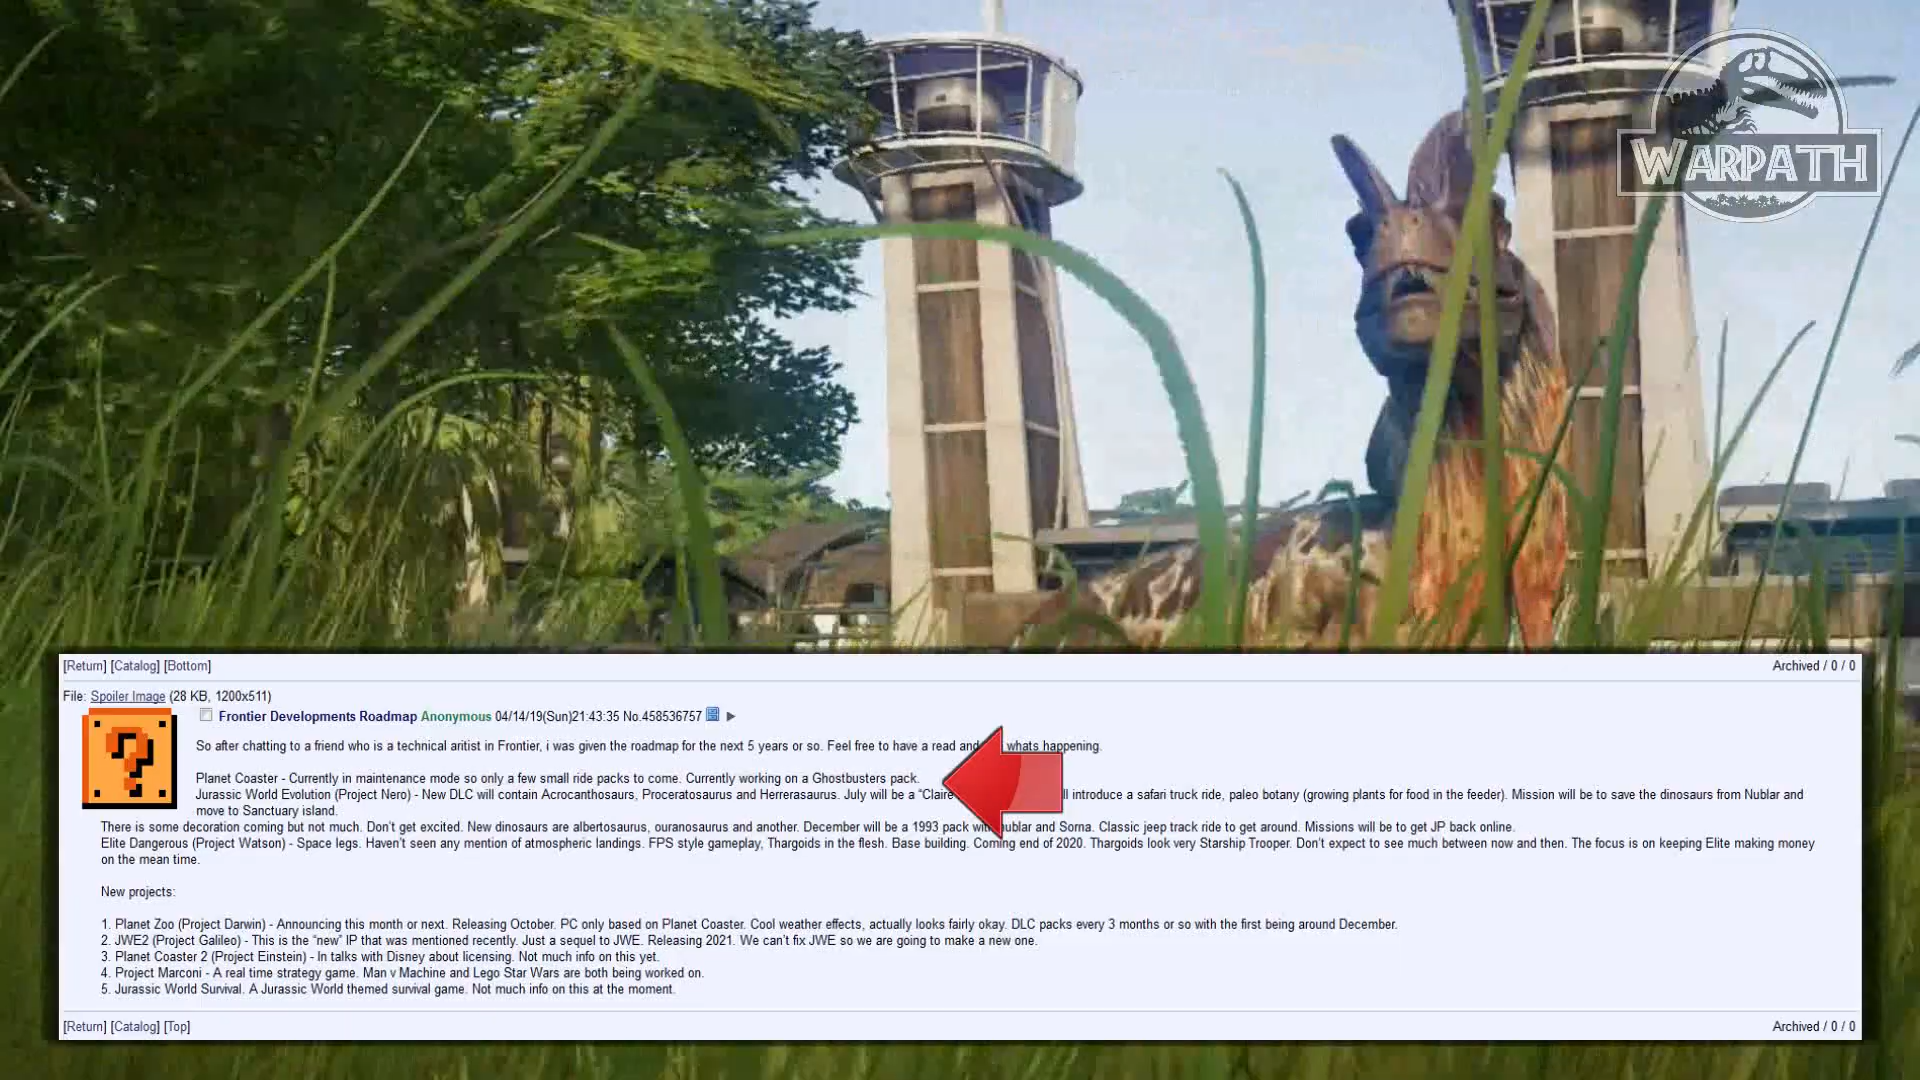 WARPATH
[Return] [Catalog] [Bottom] Archived / 0 / 0
File: Spoiler Image (28 KB, 1200x511)
Frontier Developments Roadmap Anonymous 04/14/19(Sun)21:43:35 No.458536757
So after chatting to a friend who is a technical aritist in Frontier, i was given the roadmap for the next 5 years or so. Feel free to have a read and whats happening.
Planet Coaster - Currently in maintenance mode so only a few small ride packs to come. Currently working on a Ghostbusters pack.
Jurassic World Evolution (Project Nero) - New DLC will contain Acrocanthosaurs, Proceratosaurus and Herrerasaurus. July will be a “Claire introduce a safari truck ride, paleo botany (growing plants for food in the feeder). Mission will be to save the dinosaurs from Nublar and
move to Sanctuary island.
There is some decoration coming but not much. Don't get excited. New dinosaurs are albertosaurus, ouranosaurus and another. December will be a 1993 pack with nublar and Sorna. Classic jeep track ride to get around. Missions will be to get JP back online.
Elite Dangerous (Project Watson) - Space legs. Haven't seen any mention of atmospheric landings. FPS style gameplay, Thargoids in the flesh. Base building. Coming end of 2020. Thargoids look very Starship Trooper. Don't expect to see much between now and then. The focus is on keeping Elite making money
on the mean time.
New projects:
1. Planet Zoo (Project Darwin) - Announcing this month or next. Releasing October. PC only based on Planet Coaster. Cool weather effects, actually looks fairly okay. DLC packs every 3 months or so with the first being around December.
2. JWE2 (Project Galileo) - This is the “new” IP that was mentioned recently. Just a sequel to JWE. Releasing 2021. We can't fix JWE so we are going to make a new one.
3. Planet Coaster 2 (Project Einstein) - In talks with Disney about licensing. Not much info on this yet.
4. Project Marconi - A real time strategy game. Man v Machine and Lego Star Wars are both being worked on.
5. Jurassic World Survival. A Jurassic World themed survival game. Not much info on this at the moment.
[Return] [Catalog] [Top] Archived / 0 / 0